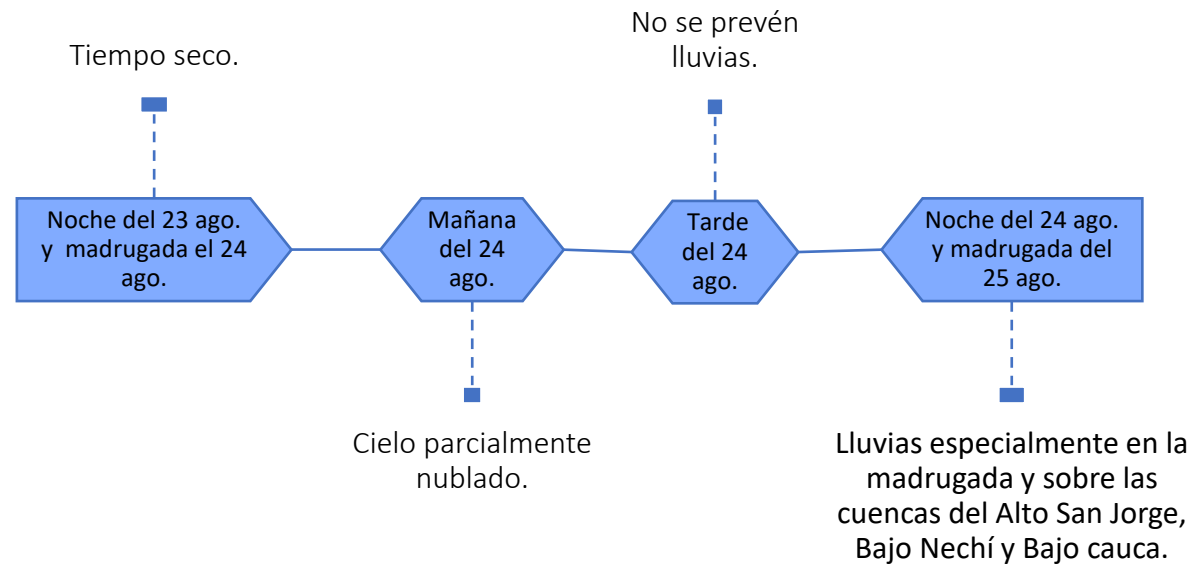 Tiempo seco.
No se prevén
lluvias.
Noche del 23 ago.
y madrugada el 24
ago.
Mañana
del 24
ago.
Tarde
del 24
ago.
Noche del 24 ago.
y madrugada del
25 ago.
Cielo parcialmente
nublado.
Lluvias especialmente en la
madrugada y sobre las
cuencas del Alto San Jorge,
Bajo Nechí y Bajo cauca.